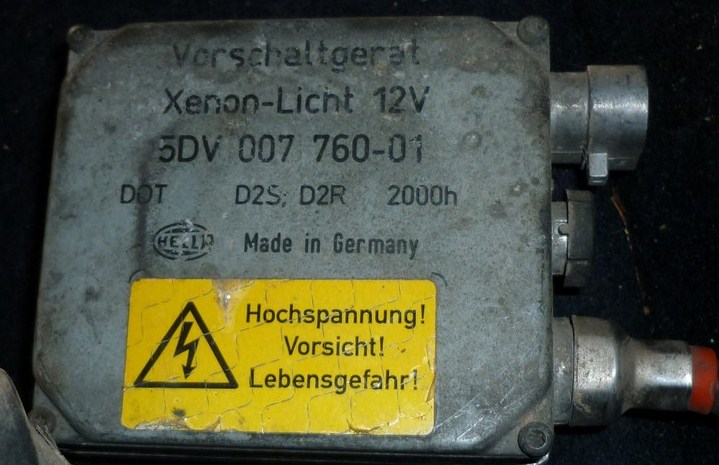 Vorschaltgerät
Xenon-Licht 12V
5DV 007 760-01
DOT D2S; D2R 2000h
HELLA Made in Germany
Hochspannung!
Vorsicht!
Lebensgefahr!